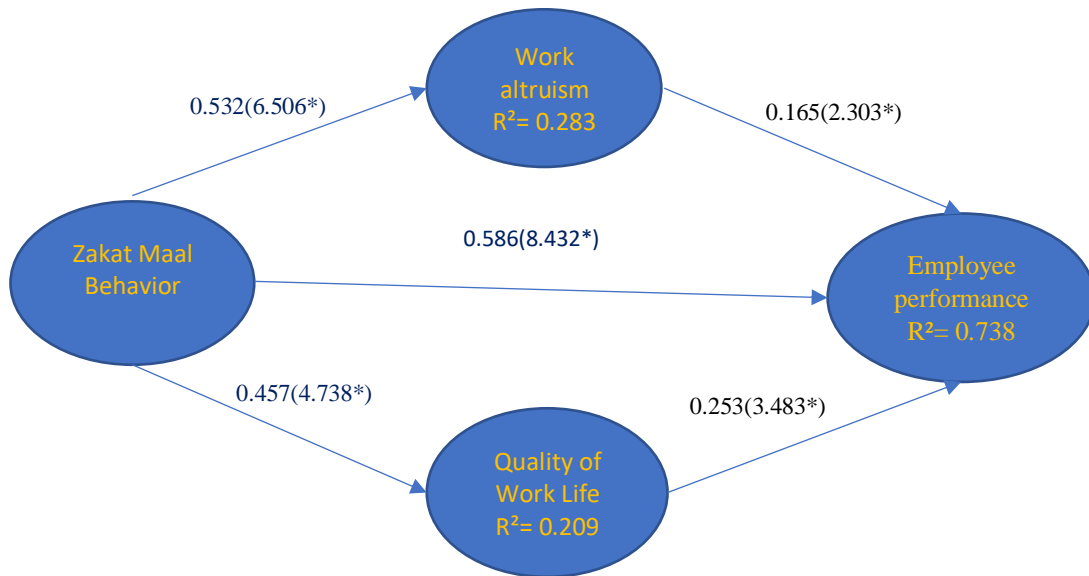 Work
altruism
R²= 0.283
0.532(6.506*)
0.165(2.303*)
Zakat Maal
Behavior
0.586(8.432*)
Employee
performance
R²= 0.738
0.457(4.738*)
0.253(3.483*)
Quality of
Work Life
R²= 0.209